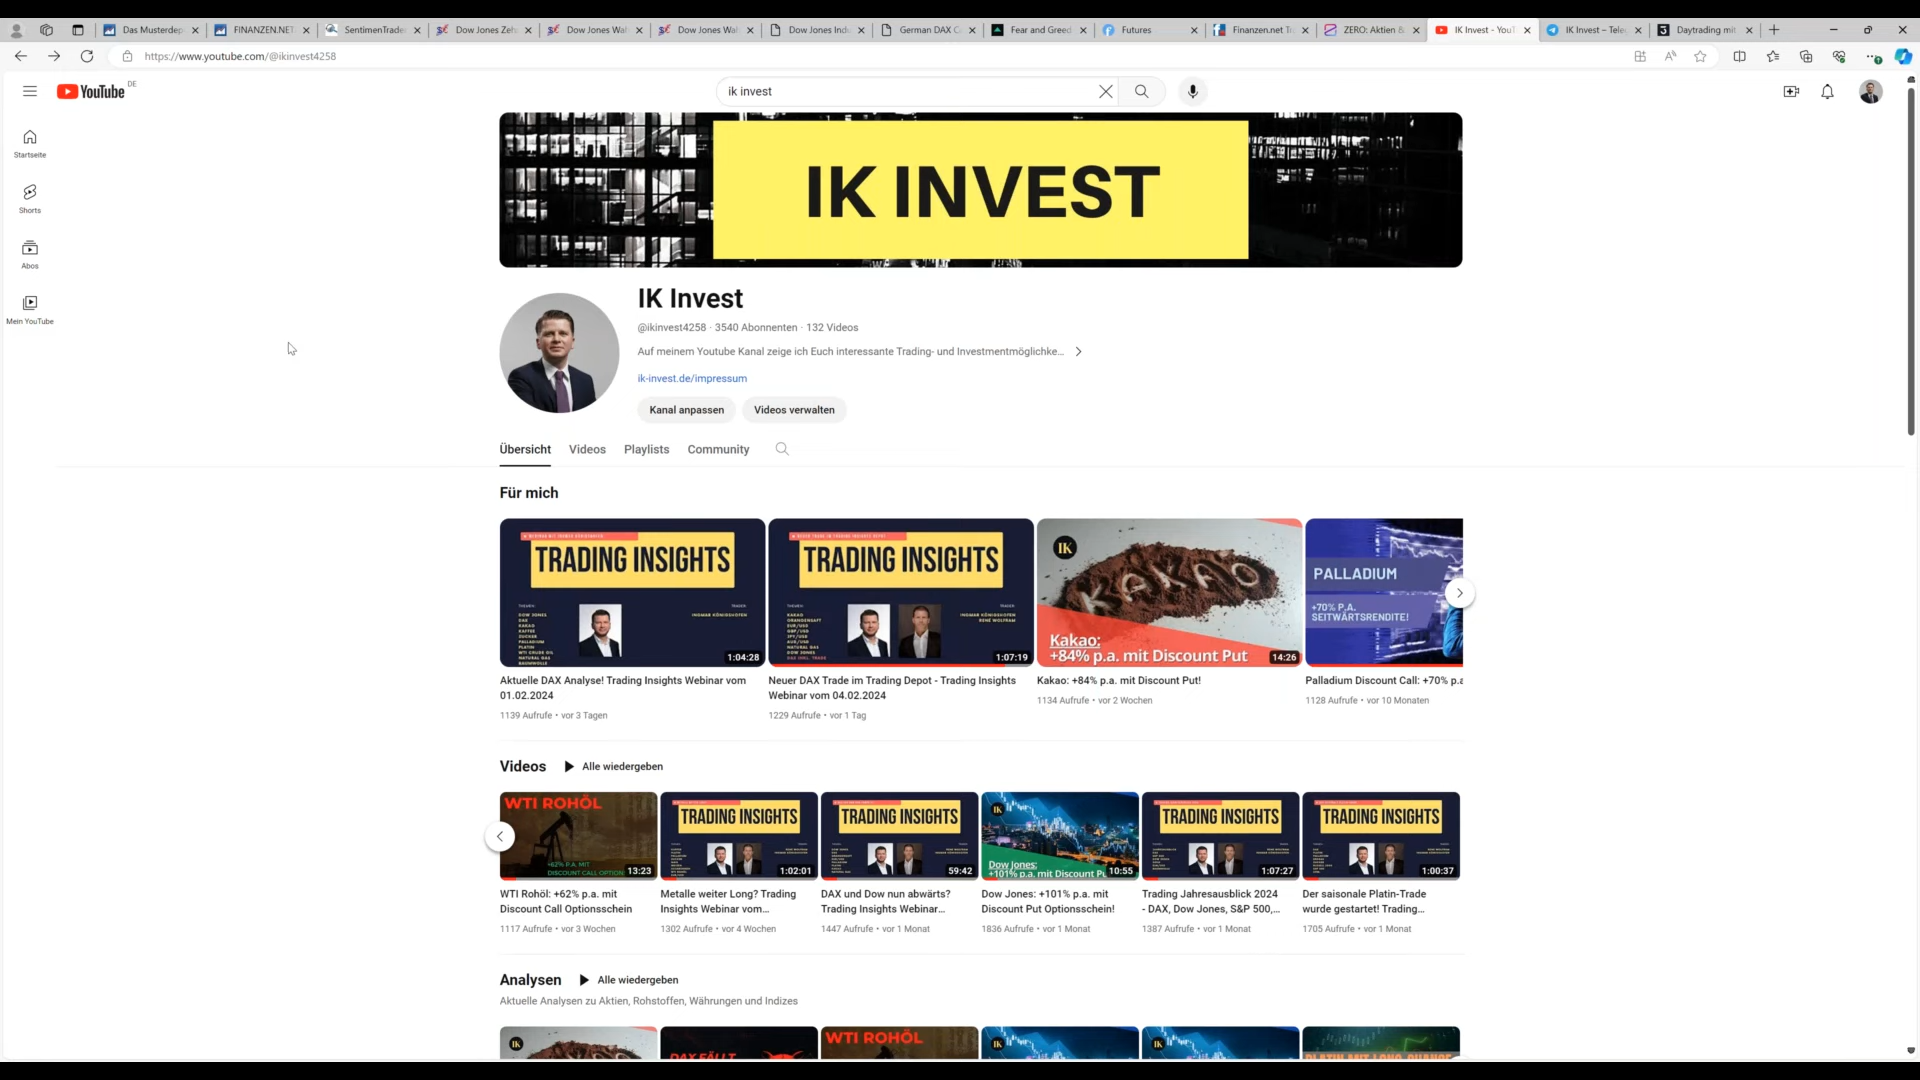 Das Musterdep
FINANZEN.NET
SentimenTrader
Dow Jones Zeh
Dow Jones Wal
Dow Jones Wal
Dow Jones Indu
German DAX C
Fear and Greed
Futures
Finanzen.net Tr
ZERO: Aktien &
IK Invest - YouT
IK Invest – Tele
Daytrading mit
https://www.youtube.com/@ikinvest4258
YouTube DE
ik invest
Startseite
Shorts
Abos
Mein YouTube
IK INVEST
IK Invest
@ikinvest4258 · 3540 Abonnenten · 132 Videos
Auf meinem Youtube Kanal zeige ich Euch interessante Trading- und Investmentmöglichke...
ik-invest.de/impressum
Kanal anpassen
Videos verwalten
Übersicht
Videos
Playlists
Community
Für mich
TRADING INSIGHTS
1:04:28
TRADING INSIGHTS
1:07:19
IK
KAKAO
Kakao:
+84% p.a. mit Discount Put
14:26
PALLADIUM
+70% P.A.
SEITWÄRTSRENDITE!
Aktuelle DAX Analyse! Trading Insights Webinar vom
01.02.2024
1139 Aufrufe • vor 3 Tagen
Neuer DAX Trade im Trading Depot - Trading Insights
Webinar vom 04.02.2024
1229 Aufrufe • vor 1 Tag
Kakao: +84% p.a. mit Discount Put!
1134 Aufrufe • vor 2 Wochen
Palladium Discount Call: +70% p.a
1128 Aufrufe • vor 10 Monaten
Videos
Alle wiedergeben
WTI ROHÖL
+62% P.A. MIT
DISCOUNT CALL OPTION
13:23
TRADING INSIGHTS
1:02:01
TRADING INSIGHTS
59:42
IK
Dow Jones:
+101% p.a. mit Discount Pu
10:55
TRADING INSIGHTS
1:07:27
TRADING INSIGHTS
1:00:37
WTI Rohöl: +62% p.a. mit
Discount Call Optionsschein
1117 Aufrufe • vor 3 Wochen
Metalle weiter Long? Trading
Insights Webinar vom...
1302 Aufrufe • vor 4 Wochen
DAX und Dow nun abwärts?
Trading Insights Webinar...
1447 Aufrufe • vor 1 Monat
Dow Jones: +101% p.a. mit
Discount Put Optionsschein!
1836 Aufrufe • vor 1 Monat
Trading Jahresausblick 2024
- DAX, Dow Jones, S&P 500,...
1387 Aufrufe • vor 1 Monat
Der saisonale Platin-Trade
wurde gestartet! Trading...
1705 Aufrufe • vor 1 Monat
Analysen
Alle wiedergeben
Aktuelle Analysen zu Aktien, Rohstoffen, Währungen und Indizes
IK
DAX FÄLLT
WTI ROHÖL
IK
IK